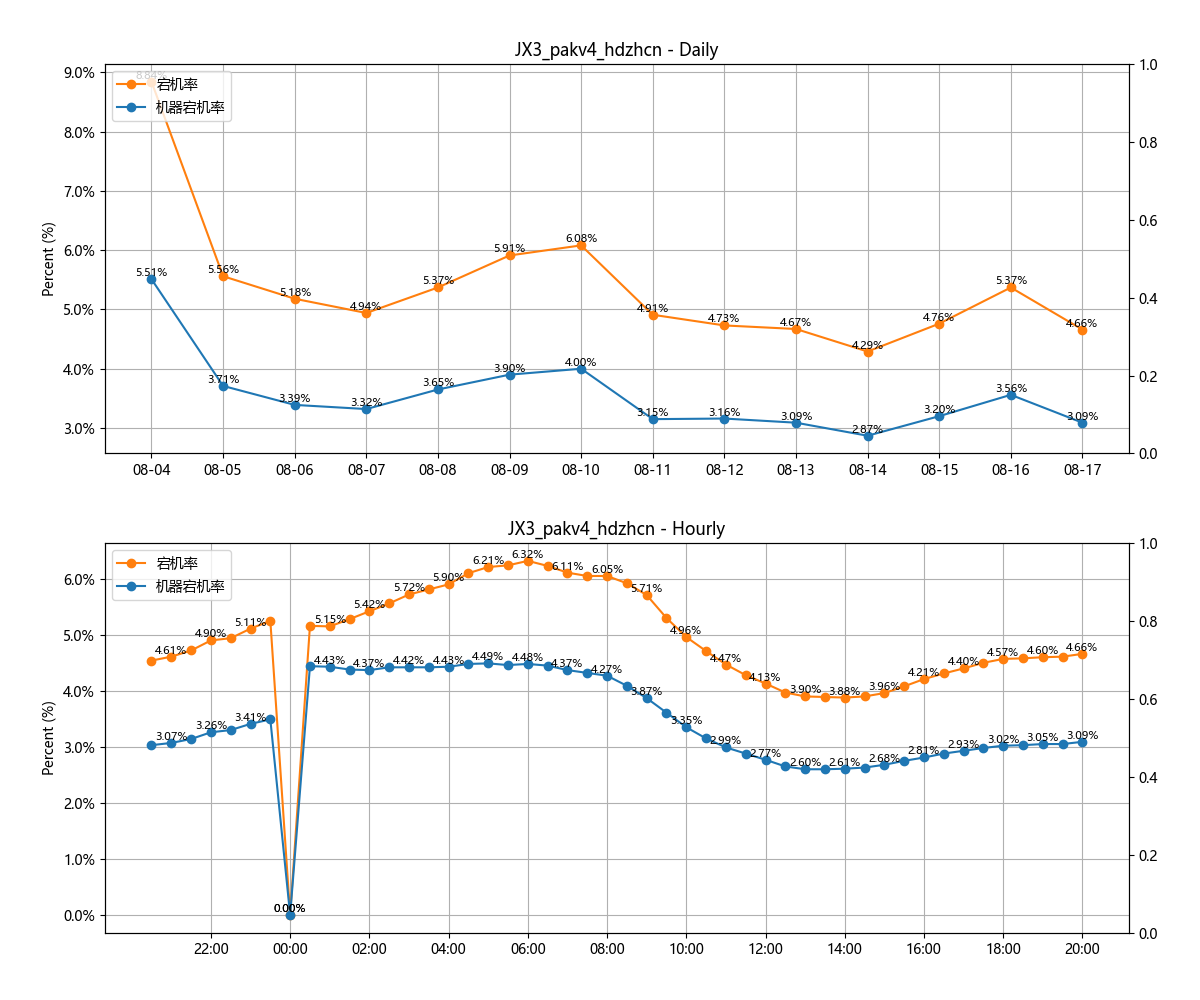 JX3_pakv4_hdzhcn - Daily
宕机率
机器宕机率
Percent (%)
9.0%
8.0%
7.0%
6.0%
5.0%
4.0%
3.0%
1.0
0.8
0.6
0.4
0.2
0.0
8.84% 5.56% 5.18% 4.94% 5.37% 5.91% 6.08% 4.91% 4.73% 4.67% 4.29% 4.76% 5.37% 4.66%
5.51% 3.71% 3.39% 3.32% 3.65% 3.90% 4.00% 3.15% 3.16% 3.09% 2.87% 3.20% 3.56% 3.09%
08-04 08-05 08-06 08-07 08-08 08-09 08-10 08-11 08-12 08-13 08-14 08-15 08-16 08-17
JX3_pakv4_hdzhcn - Hourly
宕机率
机器宕机率
Percent (%)
6.0%
5.0%
4.0%
3.0%
2.0%
1.0%
0.0%
1.0
0.8
0.6
0.4
0.2
0.0
4.61% 4.90% 5.11% 0.00% 5.15% 5.42% 5.72% 5.90% 6.21% 6.32% 6.11% 6.05% 5.71% 4.96% 4.47% 4.13% 3.90% 3.88% 3.96% 4.21% 4.40% 4.57% 4.60% 4.66%
3.07% 3.26% 3.41% 0.00% 4.43% 4.37% 4.42% 4.43% 4.49% 4.48% 4.37% 4.27% 3.87% 3.35% 2.99% 2.77% 2.60% 2.61% 2.68% 2.81% 2.93% 3.02% 3.05% 3.09%
22:00 00:00 02:00 04:00 06:00 08:00 10:00 12:00 14:00 16:00 18:00 20:00